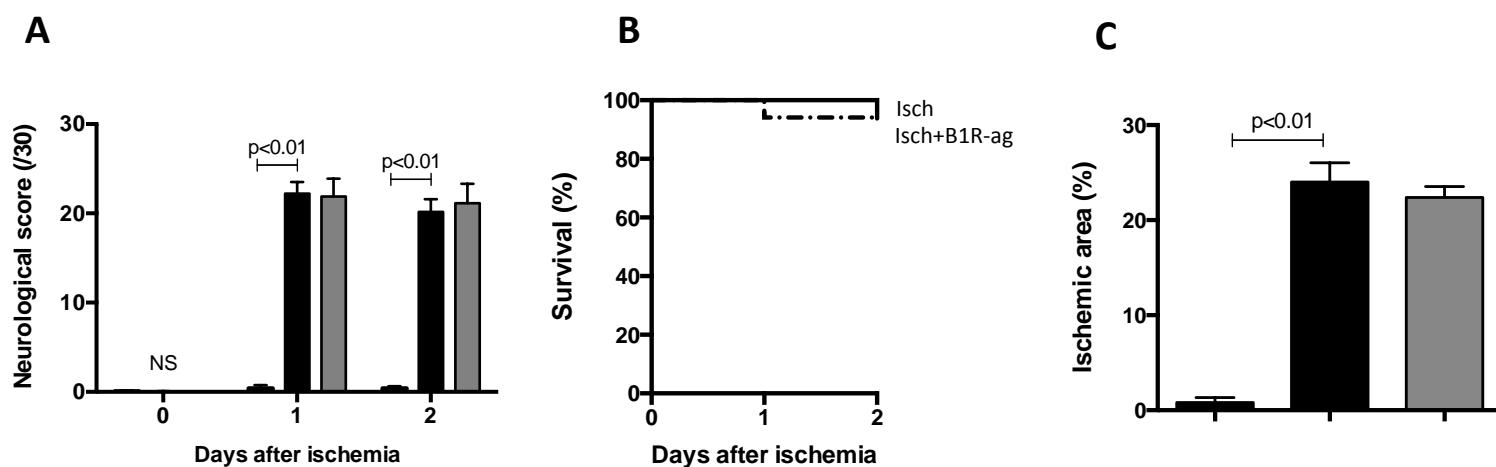 A
Neurological score (/30)
30
20
10
0
NS
p<0.01
p<0.01
0
1
2
Days after ischemia
B
Survival (%)
100
80
60
40
20
0
Isch
Isch+B1R-ag
0
1
2
Days after ischemia
C
Ischemic area (%)
30
20
10
0
p<0.01